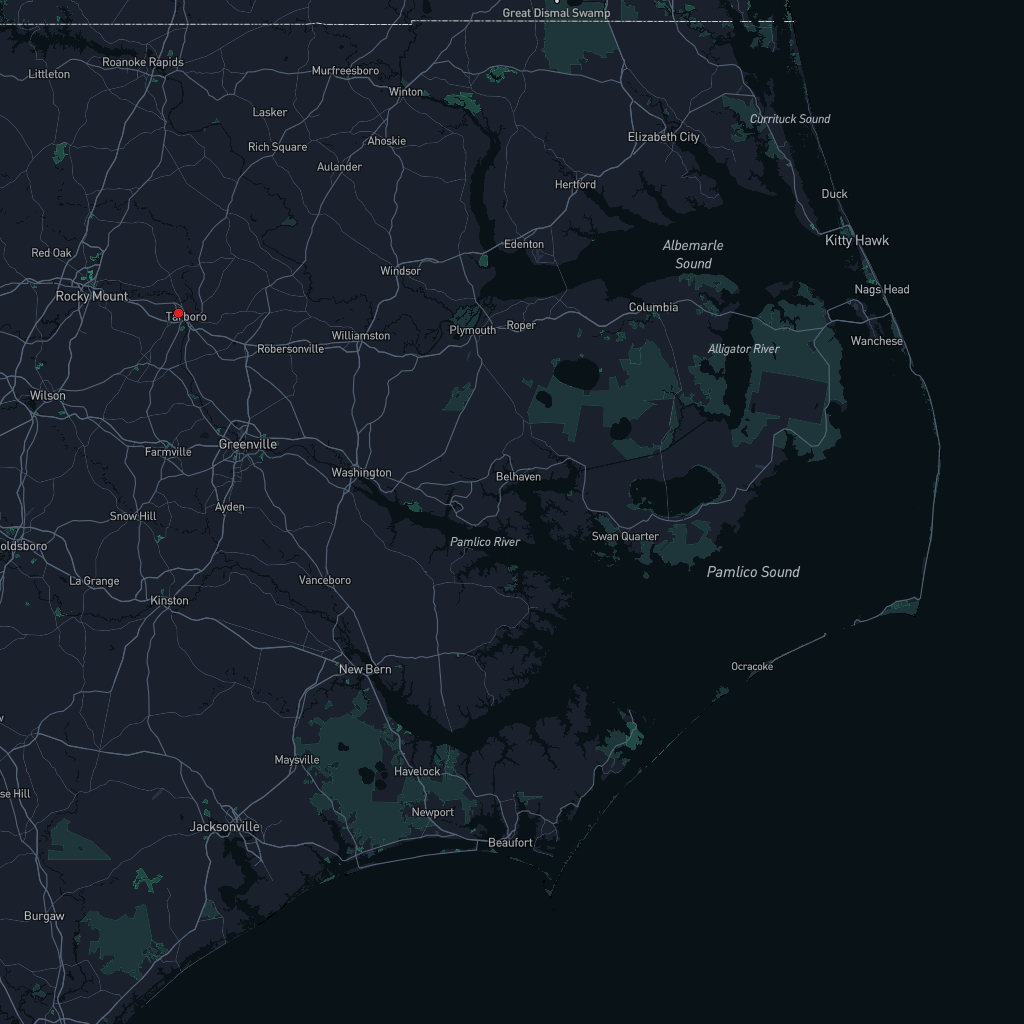 Great Dismal Swamp
Roanoke Rapids
Littleton
Murfreesboro
Winton
Lasker
Currituck Sound
Elizabeth City
Ahoskie
Rich Square
Aulander
Hertford
Duck
Kitty Hawk
Edenton
Albemarle
Sound
Red Oak
Windsor
Nags Head
Rocky Mount
Columbia
Tarboro
Roper
Plymouth
Williamston
Wanchese
Robersonville
Alligator River
Wilson
Greenville
Farmville
Washington
Belhaven
Ayden
Snow Hill
Swan Quarter
Pamlico River
oldsboro
Pamlico Sound
La Grange
Vanceboro
Kinston
Ocracoke
New Bern
w
Maysville
Havelock
se Hill
Newport
Jacksonville
Beaufort
Burgaw